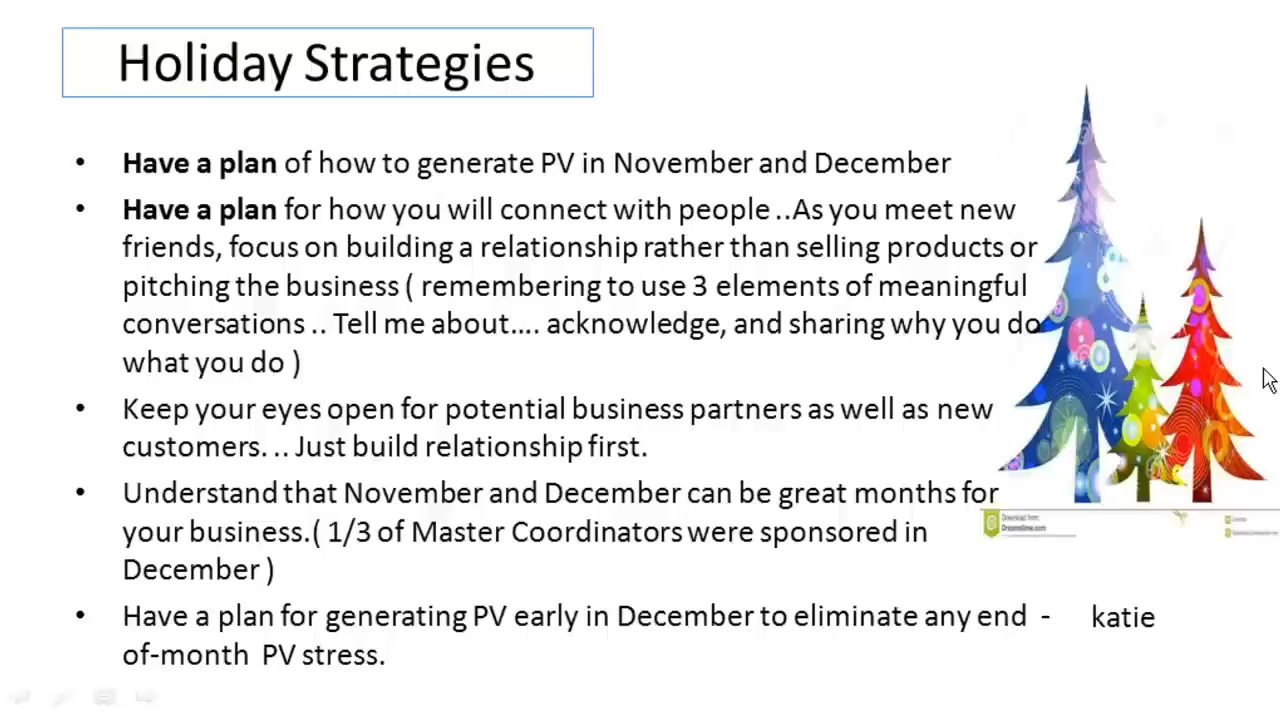 Holiday Strategies
• Have a plan of how to generate PV in November and December
• Have a plan for how you will connect with people ..As you meet new
friends, focus on building a relationship rather than selling products or
pitching the business ( remembering to use 3 elements of meaningful
conversations .. Tell me about…. acknowledge, and sharing why you do
what you do )
• Keep your eyes open for potential business partners as well as new
customers. .. Just build relationship first.
• Understand that November and December can be great months for
your business.( 1/3 of Master Coordinators were sponsored in
December )
• Have a plan for generating PV early in December to eliminate any end - katie
of-month PV stress.
Download from
Dreamstime.com